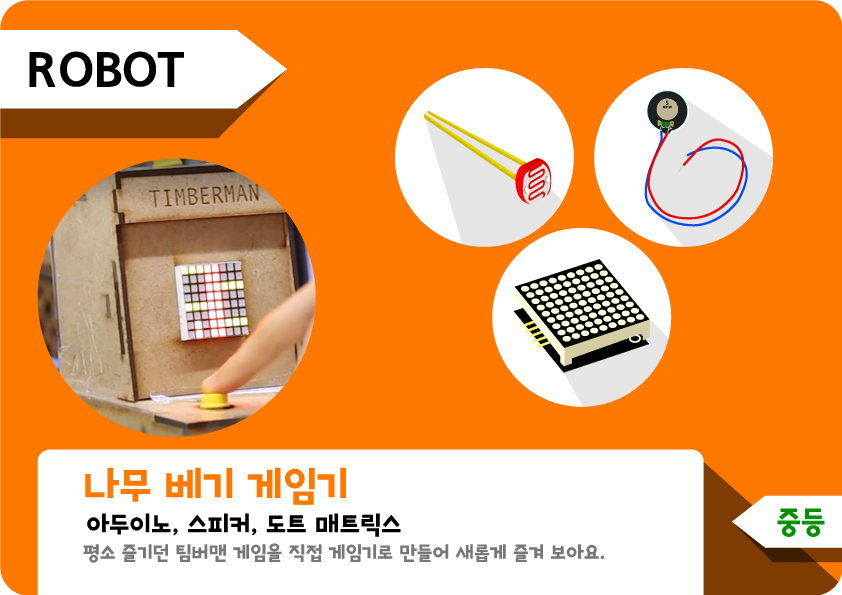 ROBOT
TIMBERMAN
나무 베기 게임기
아두이노, 스피커, 도트 매트릭스
평소 즐기던 팀버맨 게임을 직접 게임기로 만들어 새롭게 즐겨 보아요.
중등